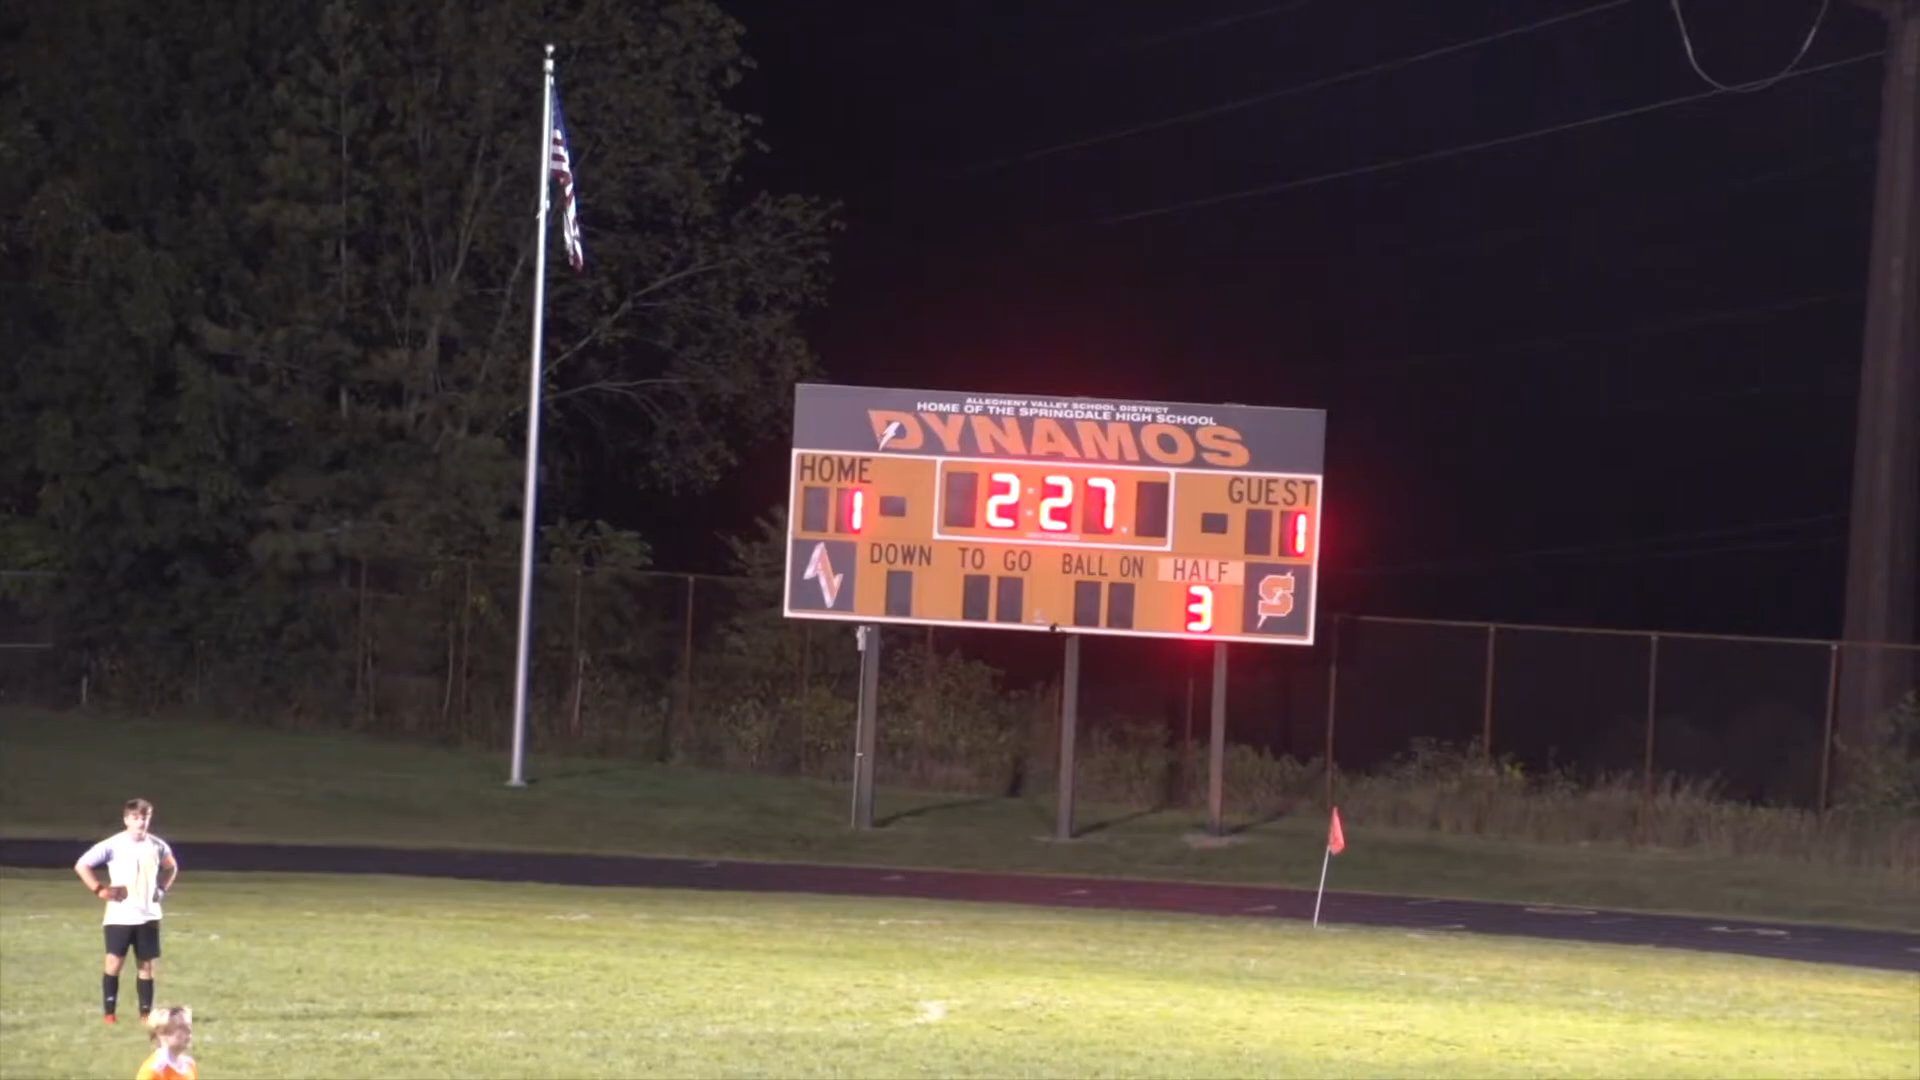 ALLEGHENY VALLEY SCHOOL DISTRICT
HOME OF THE SPRINGDALE HIGH SCHOOL
DYNAMOS
HOME 2:27 GUEST
1 1
DOWN TO GO BALL ON HALF
AV 3 S